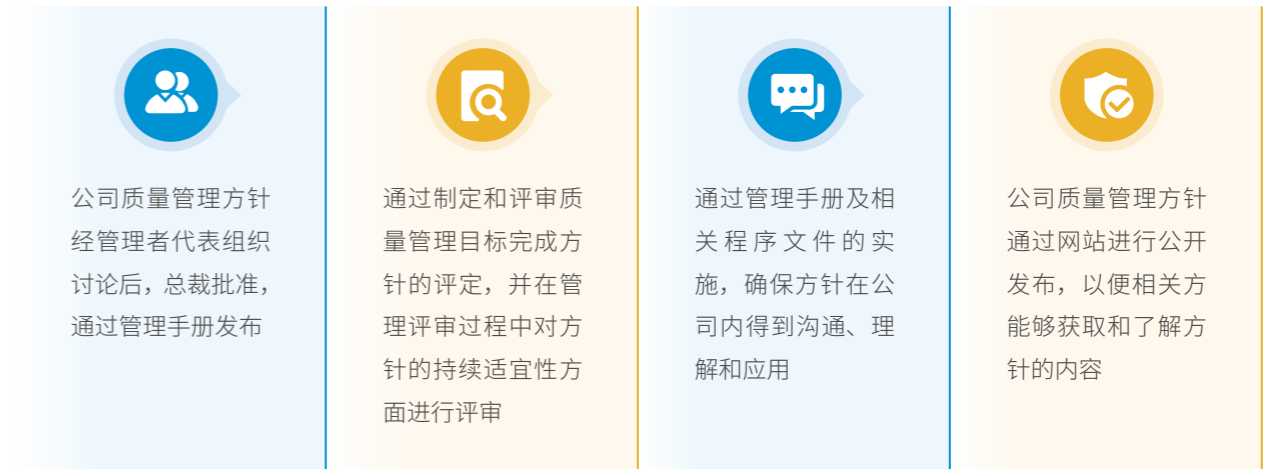 公司质量管理方针
经管理者代表组织
讨论后，总裁批准，
通过管理手册发布
通过制定和评审质
量管理目标完成方
针的评定，并在管
理评审过程中对方
针的持续适宜性方
面进行评审
通过管理手册及相
关程序文件的实
施，确保方针在公
司内得到沟通、理
解和应用
公司质量管理方针
通过网站进行公开
发布，以便相关方
能够获取和了解方
针的内容